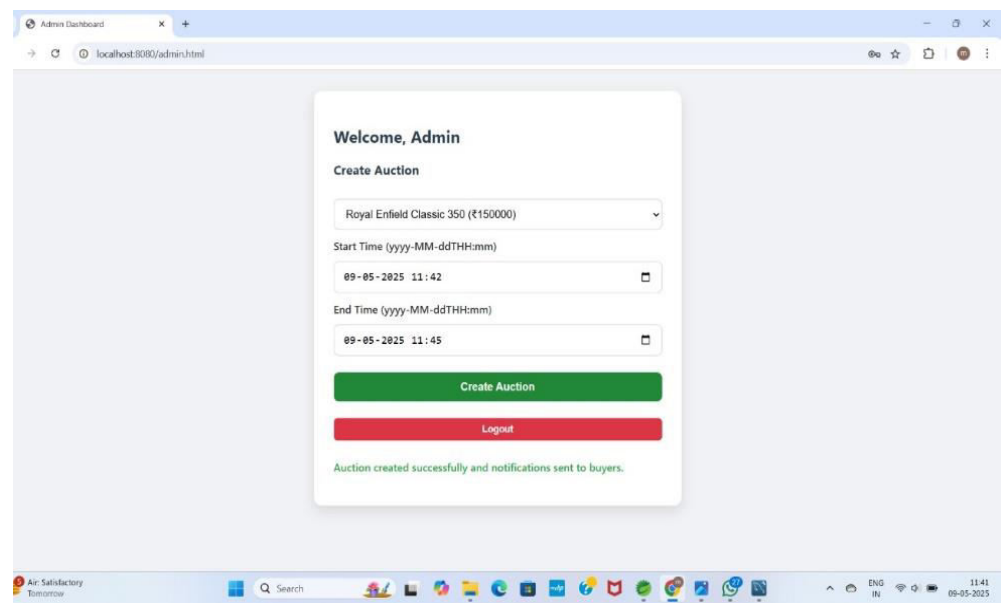 Admin Dashboard
localhost:8080/admin.html
Welcome, Admin
Create Auction
Royal Enfield Classic 350 (₹150000)
Start Time (yyyy-MM-ddTHH:mm)
09-05-2025 11:42
End Time (yyyy-MM-ddTHH:mm)
09-05-2025 11:45
Create Auction
Logout
Auction created successfully and notifications sent to buyers.
Air: Satisfactory
Tomorrow
Search
ENG
IN
11:41
09-05-2025